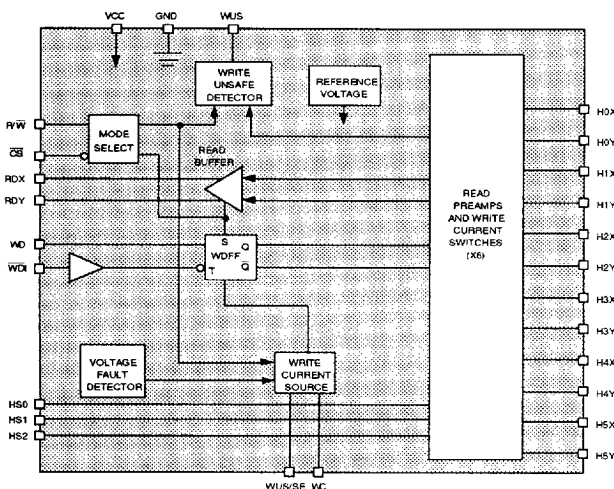 VCC GND WUS
WRITE
UNSAFE
DETECTOR
REFERENCE
VOLTAGE
R/W̅
C̅S̅
MODE
SELECT
READ
BUFFER
RDX
RDY
WD
W̅D̅I̅
S
WDFF
Q
Q̅
T
READ
PREAMPS
AND WRITE
CURRENT
SWITCHES
(X6)
VOLTAGE
FAULT
DETECTOR
WRITE
CURRENT
SOURCE
HS0
HS1
HS2
WUS/SE WC
H0X
H0Y
H1X
H1Y
H2X
H2Y
H3X
H3Y
H4X
H4Y
H5X
H5Y